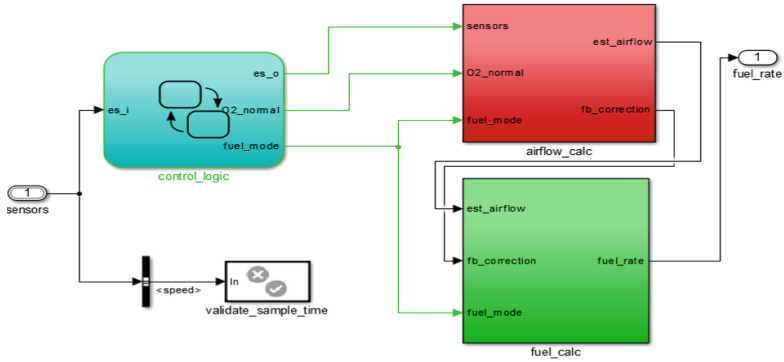 sensors
est_airflow
es_o
1
O2_normal
fuel_rate
es_i
O2_normal
fb_correction
fuel_mode
fuel_mode
airflow_calc
control_logic
1
sensors
est_airflow
fb_correction
fuel_rate
In
<speed>
validate_sample_time
fuel_mode
fuel_calc